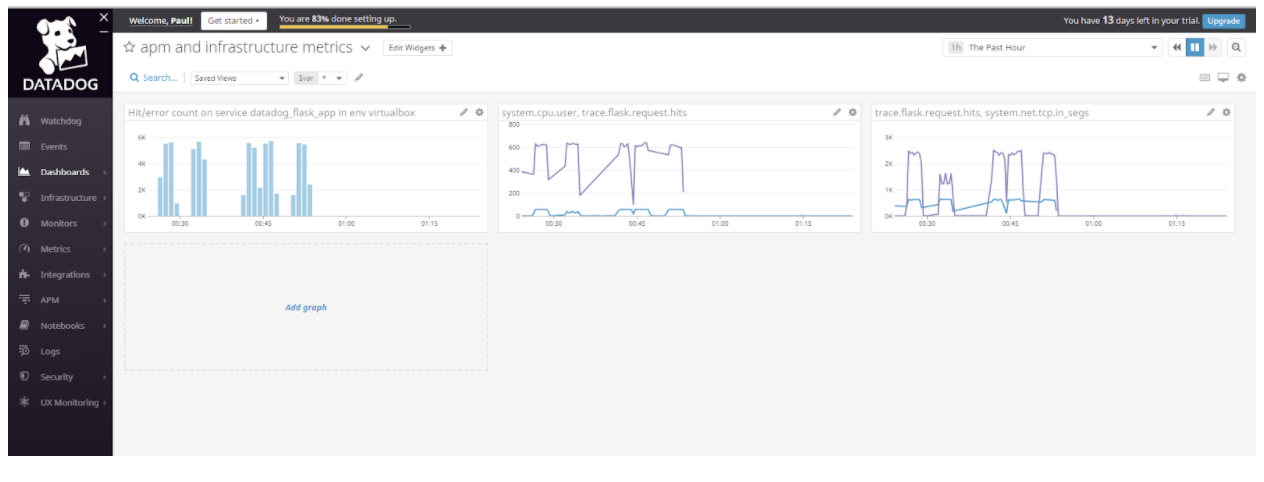 DATADOG
Watchdog
Events
Dashboards
Infrastructure
Monitors
Metrics
Integrations
APM
Notebooks
Logs
Security
UX Monitoring
Welcome, Paul!
Get started
You are 83% done setting up.
You have 13 days left in your trial.
Upgrade
apm and infrastructure metrics
Edit Widgets
1h The Past Hour
Search...
Saved Views
$var *
Hit/error count on service datadog_flask_app in env virtualbox
6K
4K
2K
0K
00:30 00:45 01:00 01:15
system.cpu.user, trace.flask.request.hits
800
600
400
200
0
00:30 00:45 01:00 01:15
trace.flask.request.hits, system.net.tcp.in_segs
3K
2K
1K
0K
00:30 00:45 01:00 01:15
Add graph